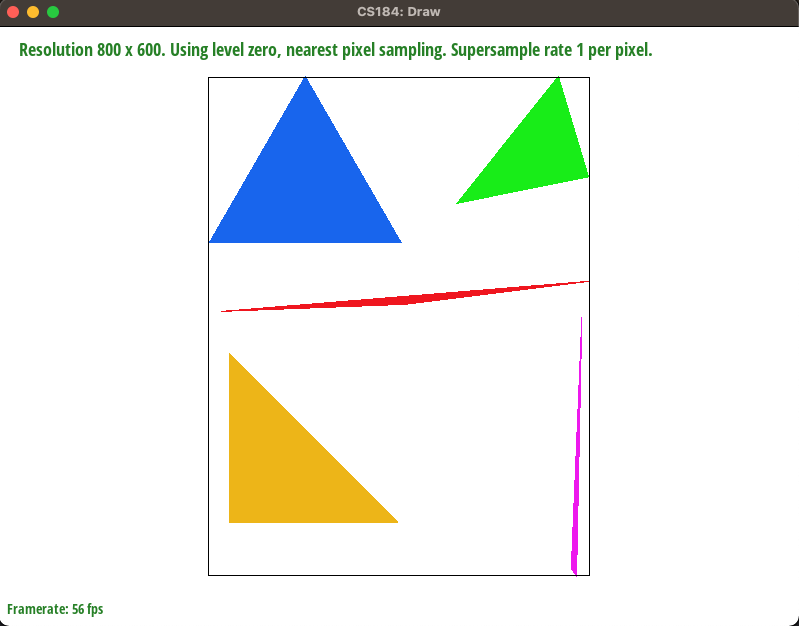 CS184: Draw
Resolution 800 x 600. Using level zero, nearest pixel sampling. Supersample rate 1 per pixel.
Framerate: 56 fps